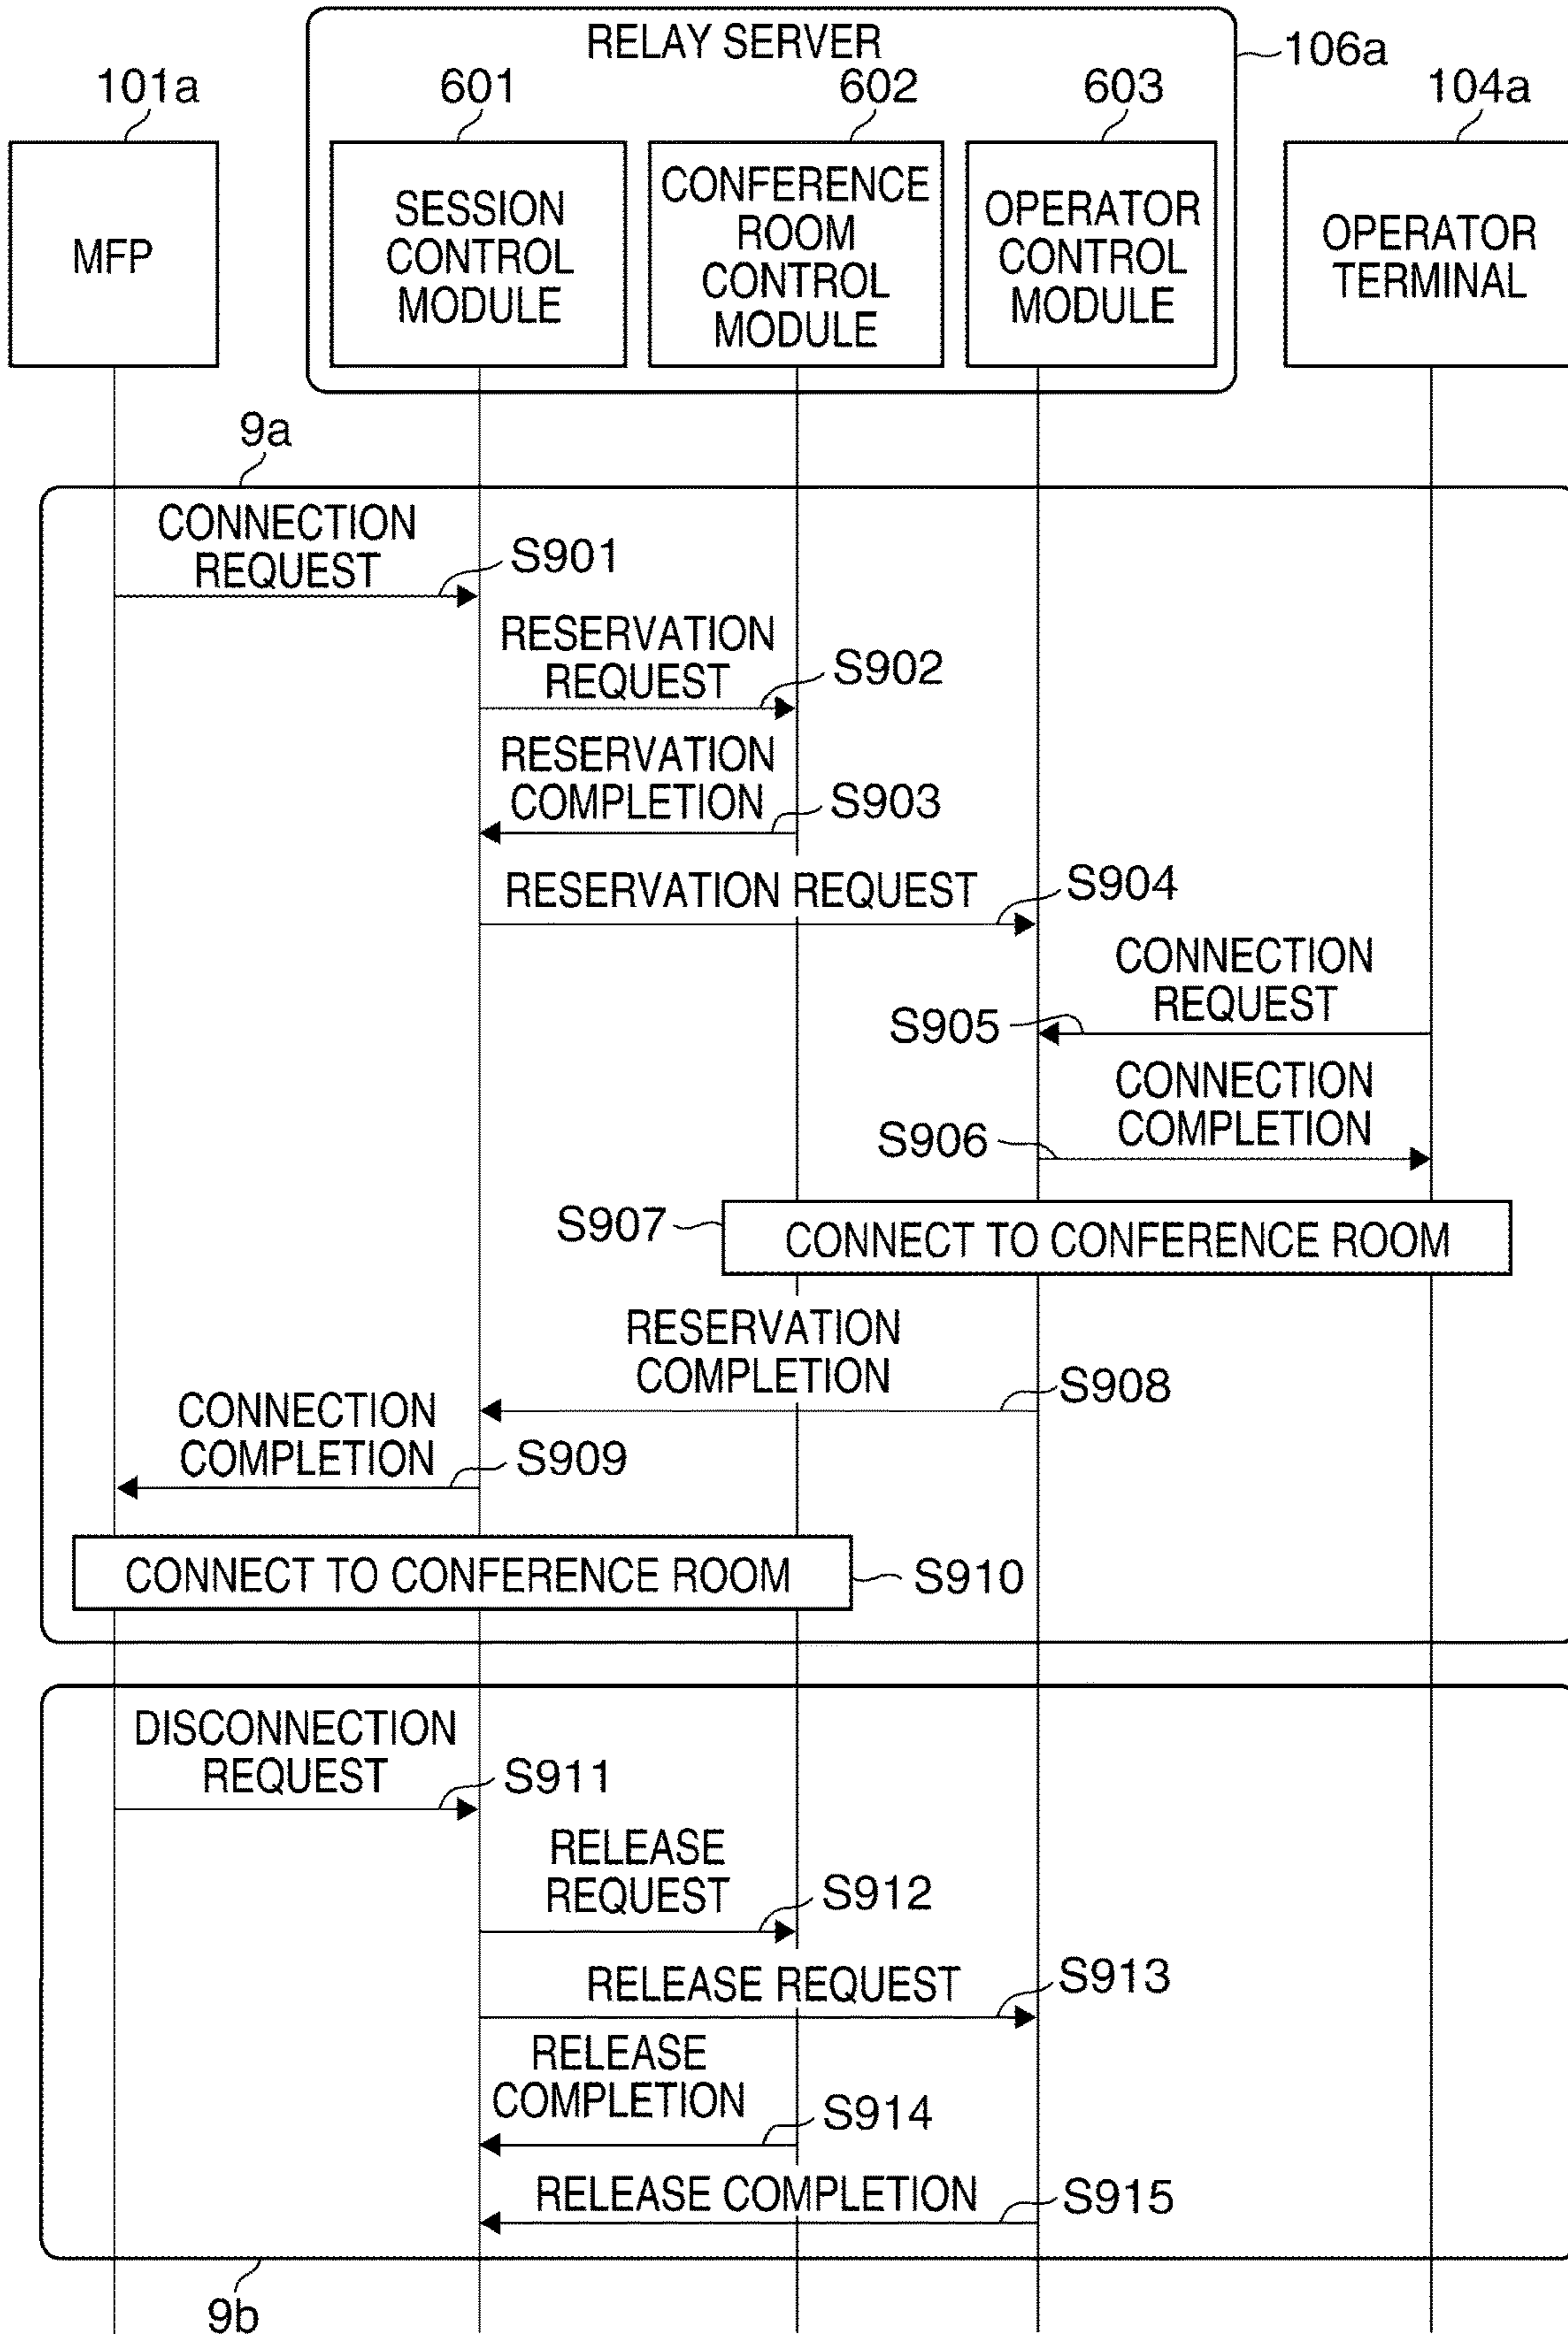 RELAY SERVER
106a
101a
601
602
603
104a
MFP
SESSION
CONTROL
MODULE
CONFERENCE
ROOM
CONTROL
MODULE
OPERATOR
CONTROL
MODULE
OPERATOR
TERMINAL
9a
CONNECTION
REQUEST
S901
RESERVATION
REQUEST
S902
RESERVATION
COMPLETION
S903
RESERVATION REQUEST
S904
CONNECTION
REQUEST
S905
CONNECTION
COMPLETION
S906
S907
CONNECT TO CONFERENCE ROOM
RESERVATION
COMPLETION
S908
CONNECTION
COMPLETION
S909
CONNECT TO CONFERENCE ROOM
S910
DISCONNECTION
REQUEST
S911
RELEASE
REQUEST
S912
RELEASE REQUEST
S913
RELEASE
COMPLETION
S914
RELEASE COMPLETION
S915
9b